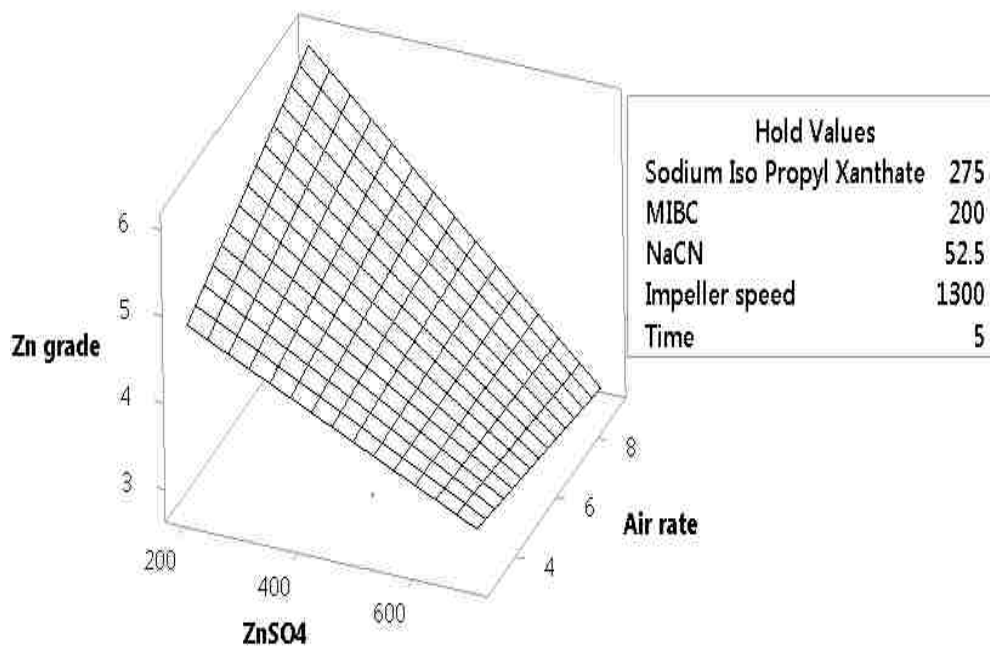 Hold Values
Sodium Iso Propyl Xanthate 275
MIBC 200
NaCN 52.5
Impeller speed 1300
Time 5
6
5
Zn grade
4
3
200
400
600
ZnSO4
8
6
Air rate
4